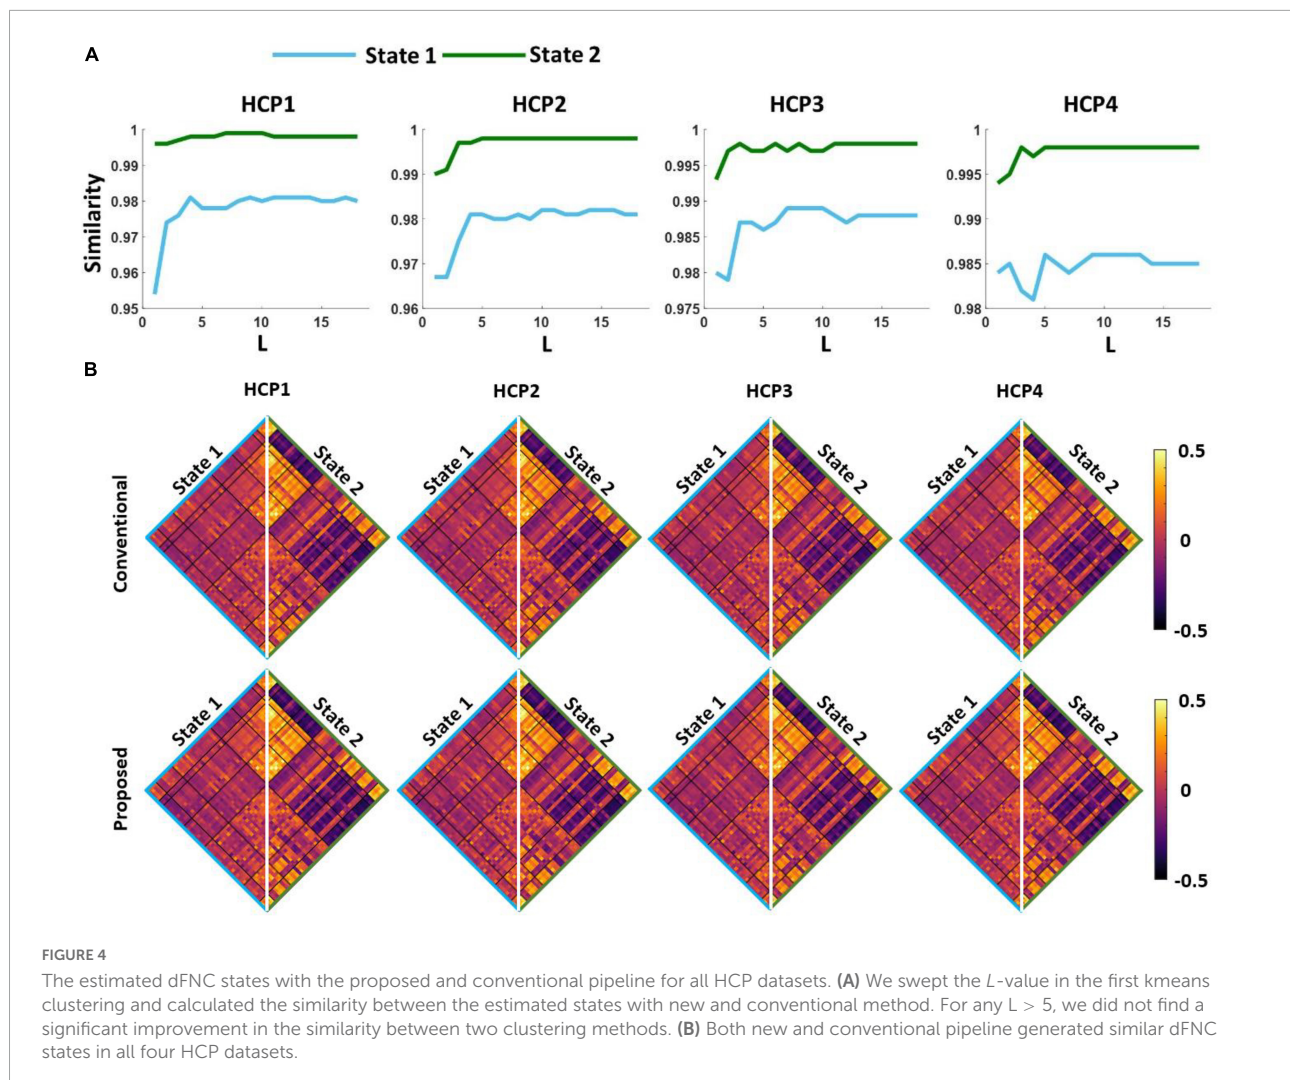 A
State 1
State 2
HCP1
HCP2
HCP3
HCP4
Similarity
1
0.99
0.98
0.97
0.96
0.95
0
5
10
15
L
1
0.99
0.98
0.97
0.96
0
5
10
15
L
1
0.995
0.99
0.985
0.98
0.975
0
5
10
15
L
1
0.995
0.99
0.985
0.98
0
5
10
15
L
B
HCP1
HCP2
HCP3
HCP4
Conventional
State 1
State 2
State 1
State 2
State 1
State 2
State 1
State 2
0.5
0
-0.5
Proposed
State 1
State 2
State 1
State 2
State 1
State 2
State 1
State 2
0.5
0
-0.5
FIGURE 4
The estimated dFNC states with the proposed and conventional pipeline for all HCP datasets. (A) We swept the L-value in the first kmeans
clustering and calculated the similarity between the estimated states with new and conventional method. For any L > 5, we did not find a
significant improvement in the similarity between two clustering methods. (B) Both new and conventional pipeline generated similar dFNC
states in all four HCP datasets.